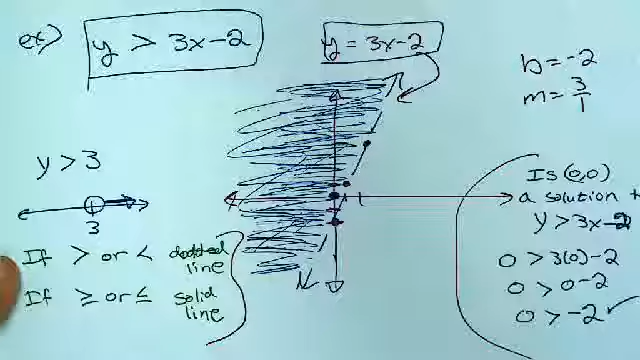 ex) y > 3x-2
y = 3x-2
b = -2
m = 3/1
y > 3
3
If > or < dotted line
If ≥ or ≤ solid line
Is (0,0)
a solution
y > 3x-2
0 > 3(0)-2
0 > 0-2
0 > -2 ✓